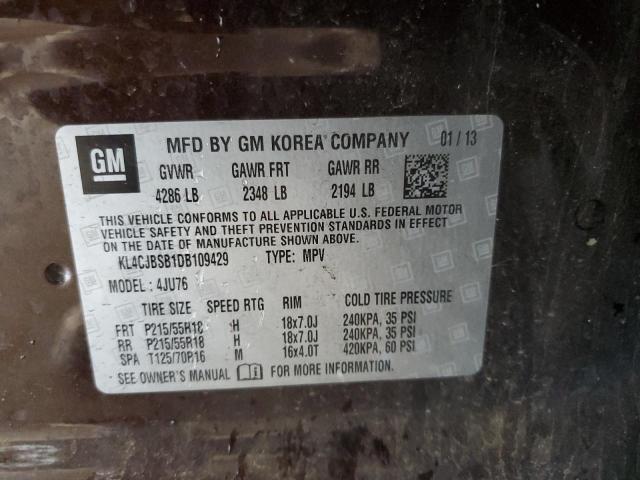 GM MFD BY GM KOREA COMPANY 01 / 13
GVWR GAWR FRT GAWR RR
4286 LB 2348 LB 2194 LB
THIS VEHICLE CONFORMS TO ALL APPLICABLE U.S. FEDERAL MOTOR
VEHICLE SAFETY AND THEFT PREVENTION STANDARDS IN EFFECT
ON THE DATE OF MANUFACTURE SHOWN ABOVE.
KL4CJBSB1DB109429 TYPE: MPV
MODEL: 4JU76
TIRE SIZE SPEED RTG RIM COLD TIRE PRESSURE
FRT P215/55R18 H 18x7.0J 240KPA, 35 PSI
RR P215/55R18 H 18x7.0J 240KPA, 35 PSI
SPA T125/70R16 M 16x4.0T 420KPA, 60 PSI
SEE OWNER'S MANUAL FOR MORE INFORMATION.